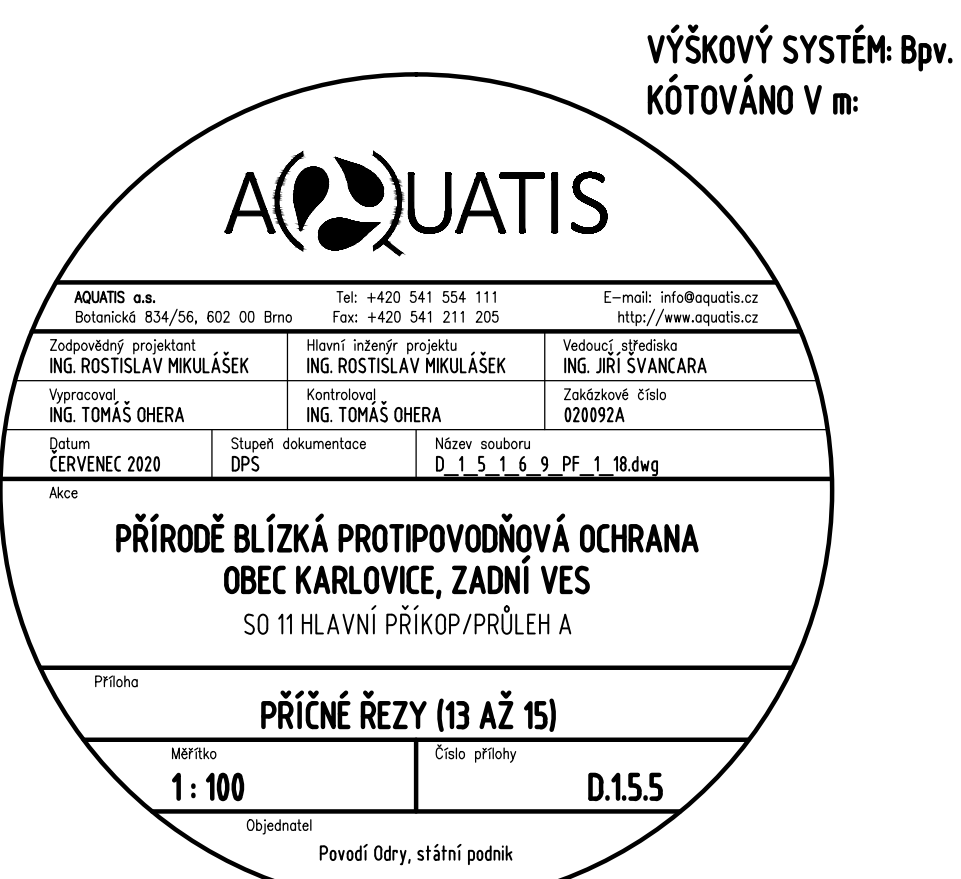 VÝŠKOVÝ SYSTÉM: Bpv.
KÓTOVÁNO V m:
AQUATIS
AQUATIS a.s. Tel: +420 541 554 111 E-mail: info@aquatis.cz
Botanická 834/56, 602 00 Brno Fax: +420 541 211 205 http://www.aquatis.cz
Zodpovědný projektant Hlavní inženýr projektu Vedoucí střediska
ING. ROSTISLAV MIKULÁŠEK ING. ROSTISLAV MIKULÁŠEK ING. JIŘÍ ŠVANCARA
Vypracoval Kontroloval Zakázkové číslo
ING. TOMÁŠ OHERA ING. TOMÁŠ OHERA 020092A
Datum Stupeň dokumentace Název souboru
ČERVENEC 2020 DPS D_1_5_1_6_9_PF_1_18.dwg
Akce
PŘÍRODĚ BLÍZKÁ PROTIPOVODŇOVÁ OCHRANA
OBEC KARLOVICE, ZADNÍ VES
SO 11 HLAVNÍ PŘÍKOP/PRŮLEH A
Příloha
PŘÍČNÉ ŘEZY (13 AŽ 15)
Měřítko Číslo přílohy
1 : 100 D.1.5.5
Objednatel
Povodí Odry, státní podnik